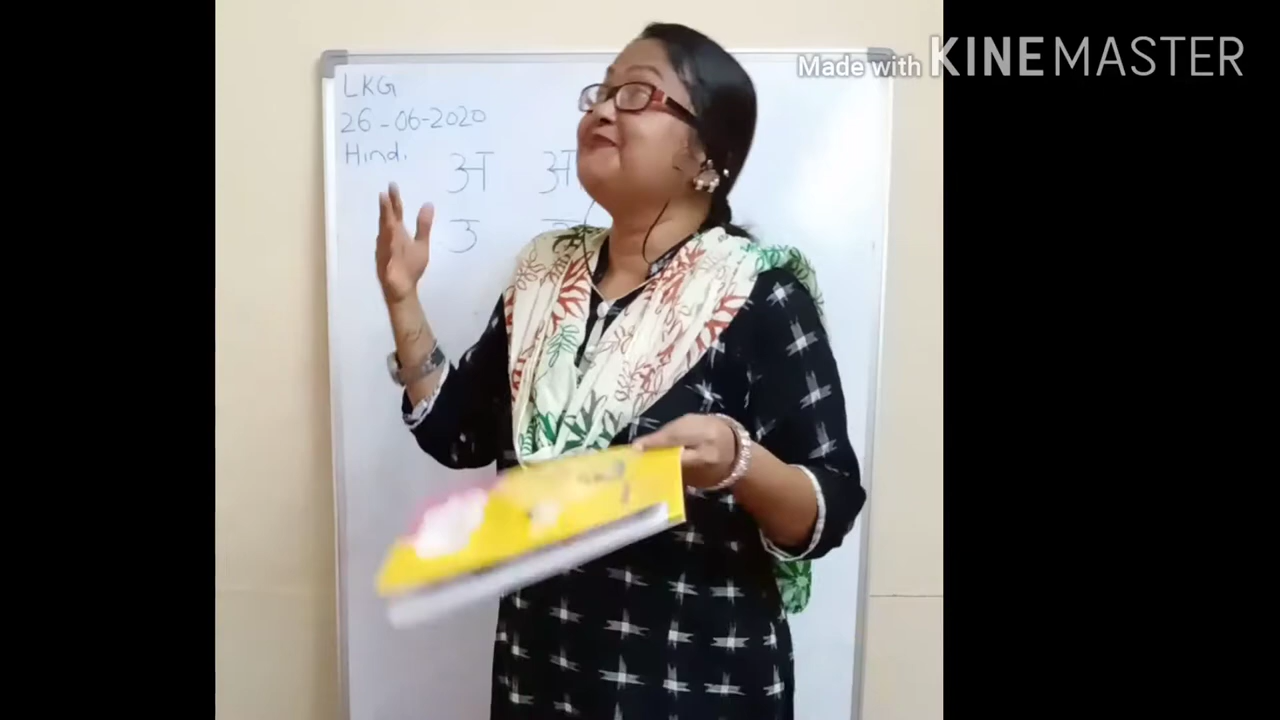 Made with KINEMASTER
LKG
26-06-2020
Hindi
अ अ
उ